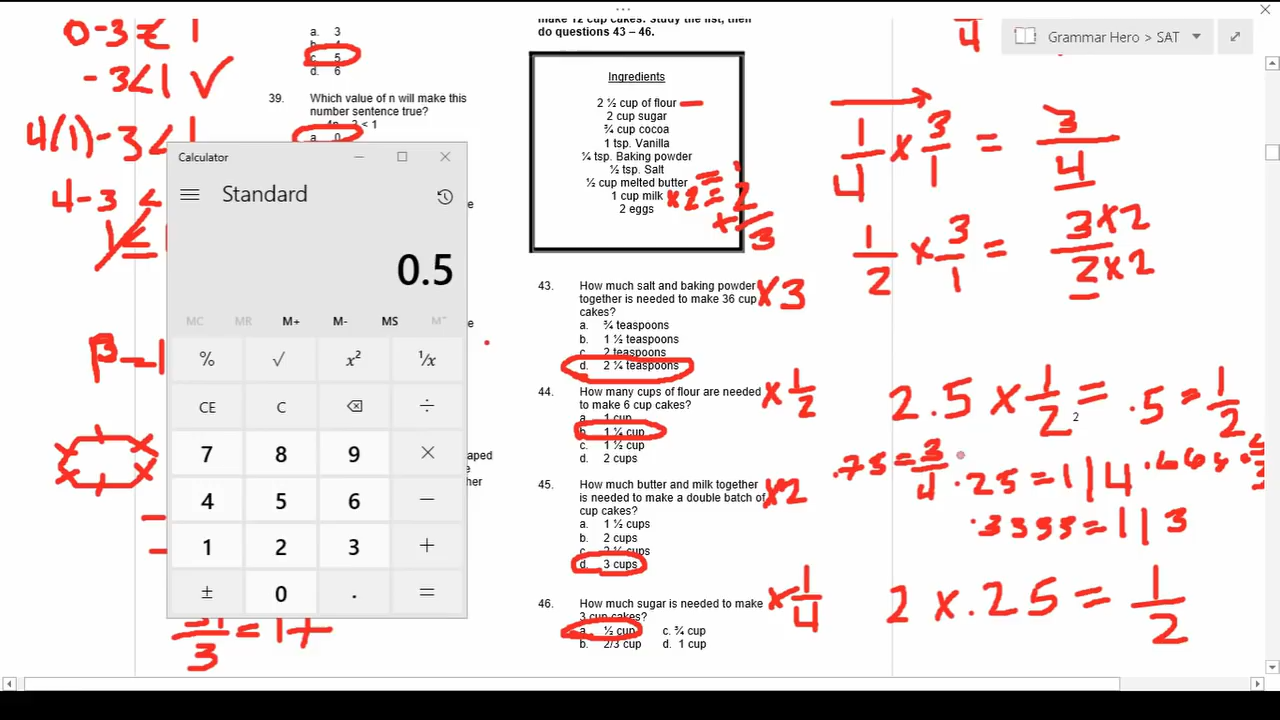 make 12 cup cakes. Study the list, then
do questions 43 – 46.
Grammar Hero > SAT
0-3 < 1
-3<1 ✓
4(1)-3<1
4-3 <
a. 3
5
d. 6
39. Which value of n will make this
number sentence true?
< 1
a. 0
Calculator
Standard
0.5
MC MR M+ M- MS M˅
% √ x² ¹/x
CE C ⌫ ÷
7 8 9 ×
4 5 6 −
1 2 3 +
± 0 . =
3
= 1+
Ingredients
2 ½ cup of flour
2 cup sugar
¾ cup cocoa
1 tsp. Vanilla
¼ tsp. Baking powder
½ tsp. Salt
½ cup melted butter
1 cup milk
2 eggs
= 1
×2 = 2
+
3
43. How much salt and baking powder
together is needed to make 36 cup
cakes?
a. ¾ teaspoons
b. 1 ½ teaspoons
c. 2 teaspoons
d. 2 ¼ teaspoons
×3
44. How many cups of flour are needed
to make 6 cup cakes?
a. 1 cup
b. 1 ¼ cup
c. 1 ½ cup
d. 2 cups
×1/2
45. How much butter and milk together
is needed to make a double batch of
cup cakes?
a. 1 ½ cups
b. 2 cups
d. 3 cups
×2
46. How much sugar is needed to make
3 cup cakes?
a. ½ cup c. ¾ cup
b. 2/3 cup d. 1 cup
×1/4
4
1/4 × 3/1 = 3/4
1/2 × 3/1 = 3×2/2×2
2.5 × 1/2 = .5 = 1/2
2
.75 = 3/4 .25 = 1/4
.3333 = 1/3
2 × .25 = 1/2